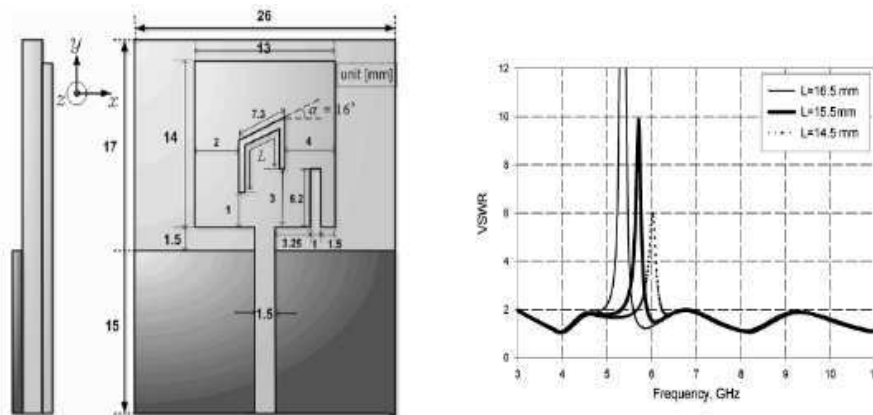 26
13
unit [mm]
y
z
x
7.3
α = 16°
17
14
2
L
4
1
3
6.2
1.5
3.25
1
1.5
15
1.5
VSWR
12
10
8
6
4
2
0
L=16.5 mm
L=15.5mm
L=14.5 mm
3 4 5 6 7 8 9 10 11
Frequency, GHz